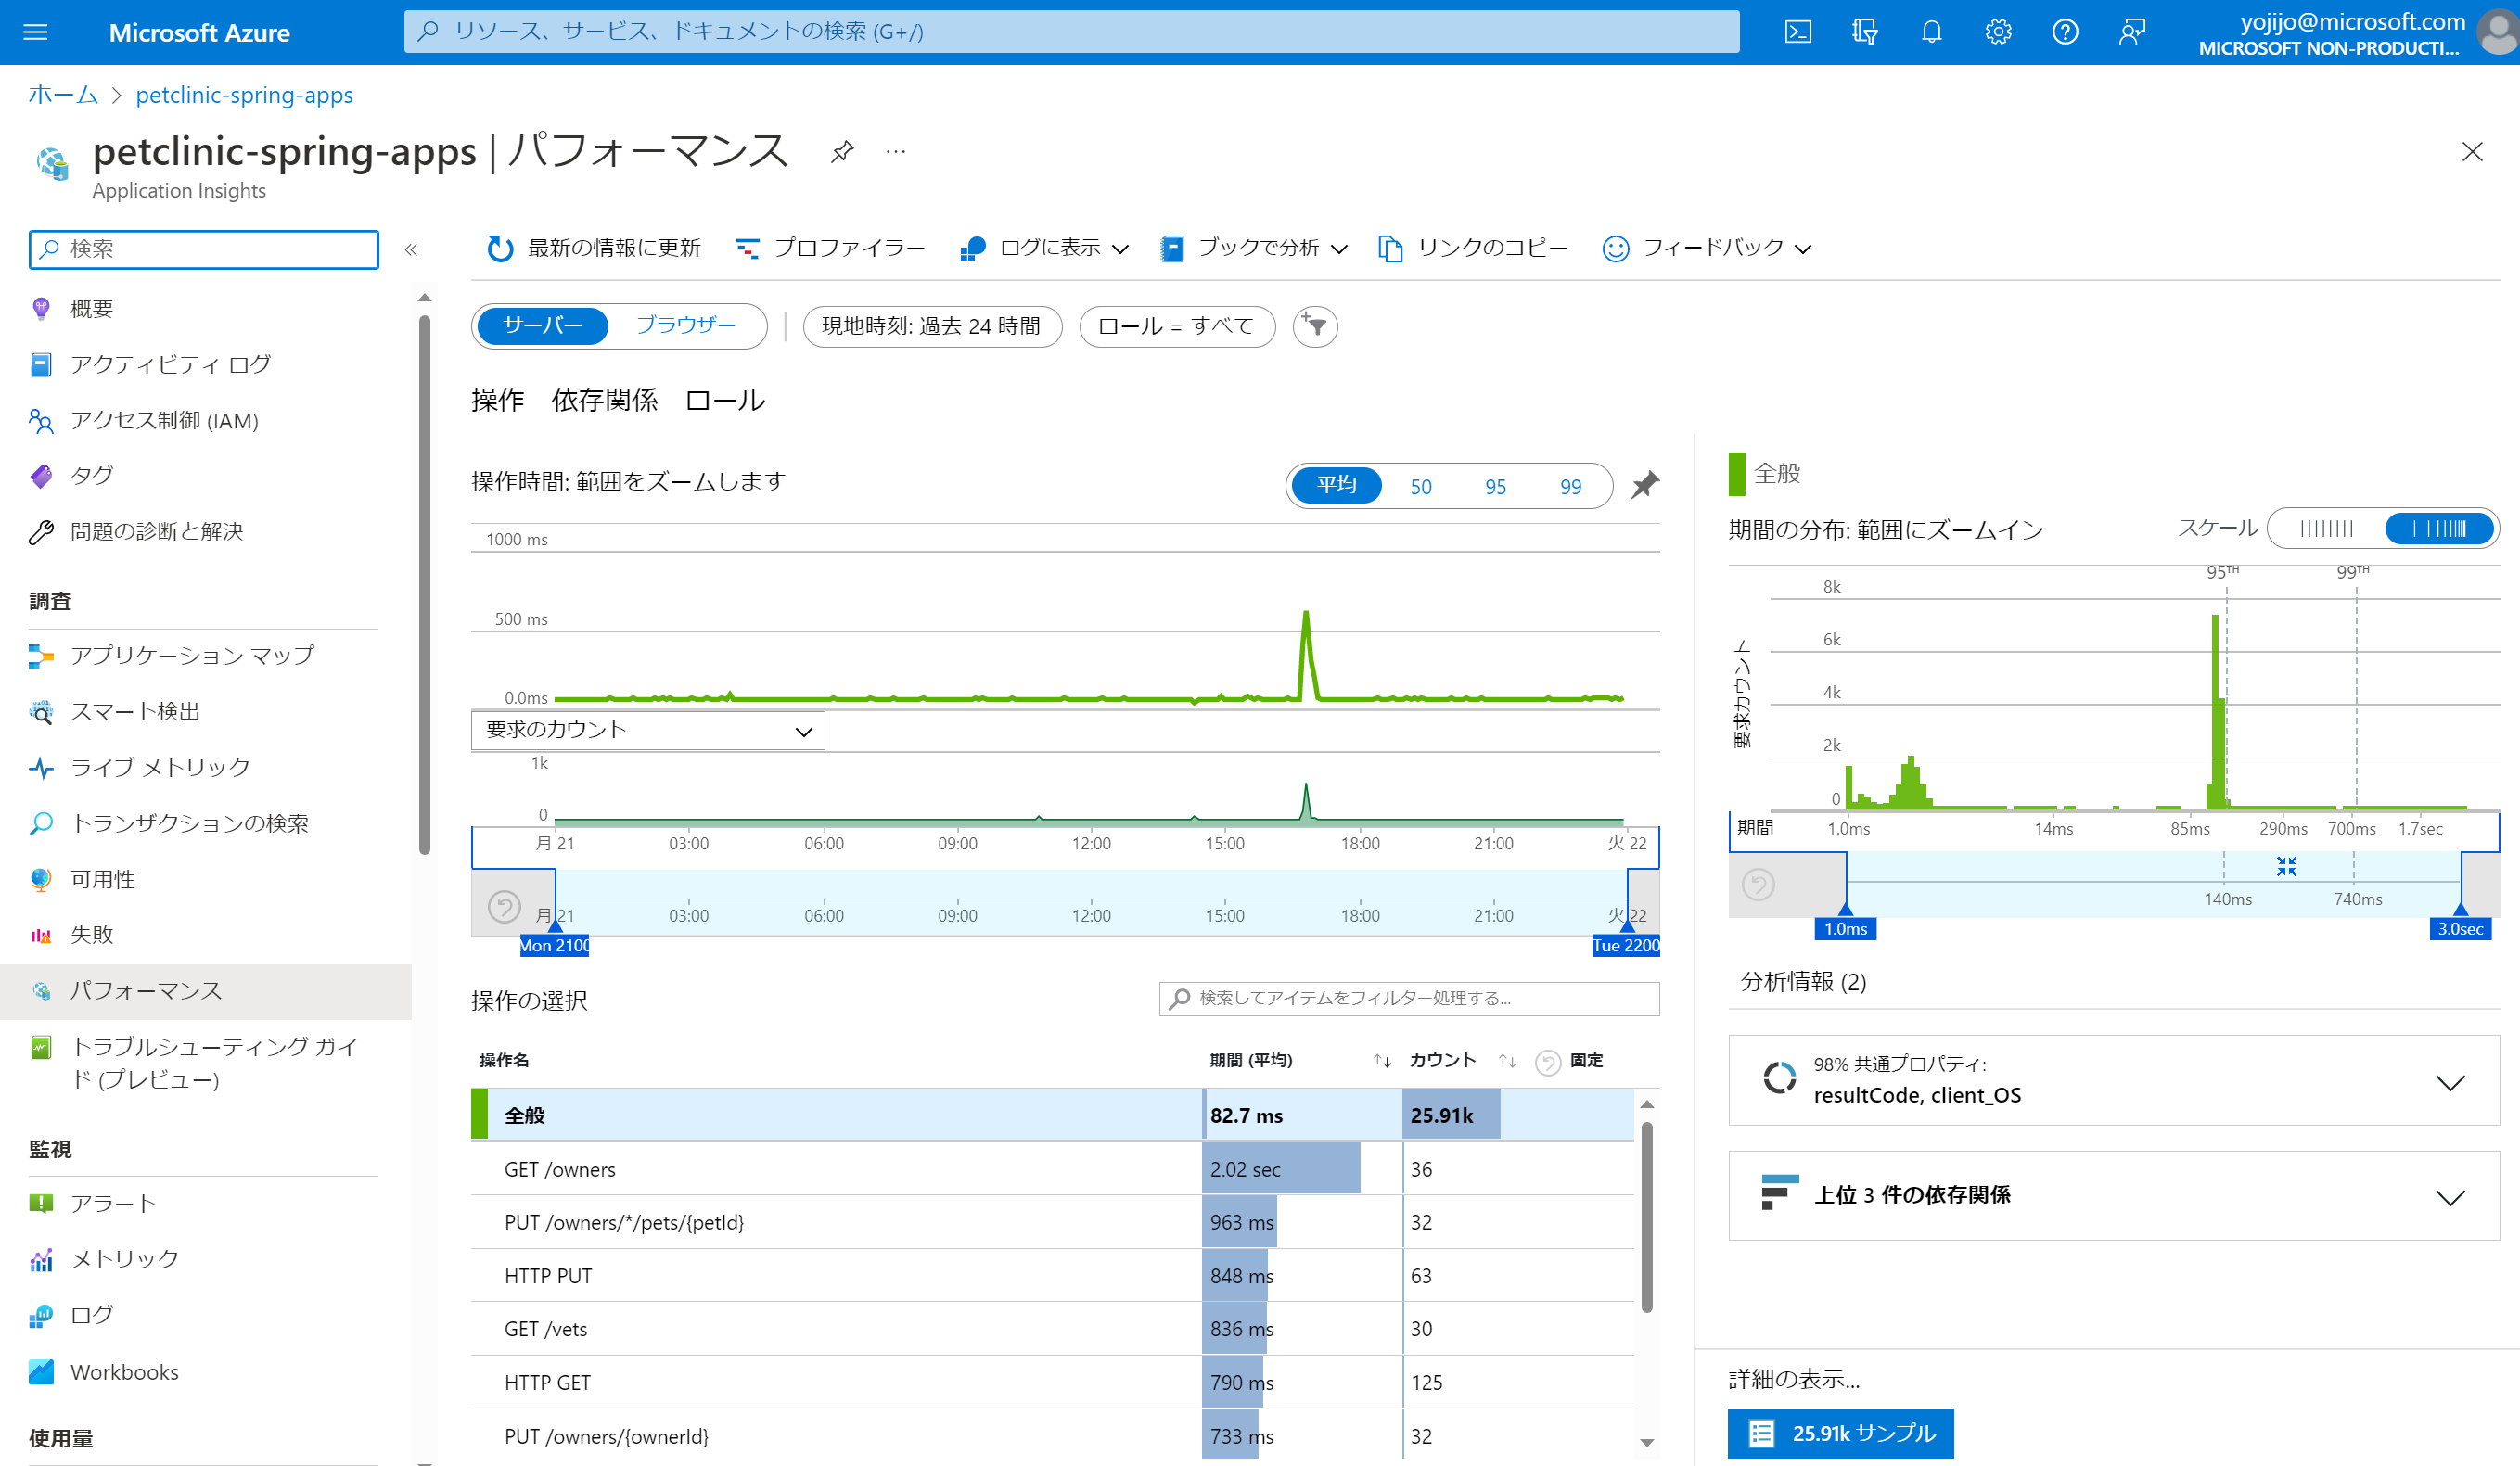 Microsoft Azure
リソース、サービス、ドキュメントの検索 (G+/)
yojijo@microsoft.com
MICROSOFT NON-PRODUCTI...
ホーム > petclinic-spring-apps
petclinic-spring-apps | パフォーマンス
Application Insights
検索
概要
アクティビティ ログ
アクセス制御 (IAM)
タグ
問題の診断と解決
調査
アプリケーション マップ
スマート検出
ライブ メトリック
トランザクションの検索
可用性
失敗
パフォーマンス
トラブルシューティング ガイ
ド (プレビュー)
監視
アラート
メトリック
ログ
Workbooks
使用量
最新の情報に更新 プロファイラー ログに表示 ブックで分析 リンクのコピー フィードバック
サーバー ブラウザー 現地時刻: 過去 24 時間 ロール = すべて
操作 依存関係 ロール
操作時間: 範囲をズームします
平均 50 95 99
1000 ms
500 ms
0.0ms
要求のカウント
1k
0
月 21 03:00 06:00 09:00 12:00 15:00 18:00 21:00 火 22
月 21 03:00 06:00 09:00 12:00 15:00 18:00 21:00 火 22
Mon 2100 Tue 2200
操作の選択
検索してアイテムをフィルター処理する...
操作名 期間 (平均) カウント 固定
全般 82.7 ms 25.91k
GET /owners 2.02 sec 36
PUT /owners/*/pets/{petId} 963 ms 32
HTTP PUT 848 ms 63
GET /vets 836 ms 30
HTTP GET 790 ms 125
PUT /owners/{ownerId} 733 ms 32
全般
期間の分布: 範囲にズームイン
スケール
95TH 99TH
8k
6k
4k
2k
0
要求カウント
期間 1.0ms 14ms 85ms 290ms 700ms 1.7sec
140ms 740ms
1.0ms 3.0sec
分析情報 (2)
98% 共通プロパティ:
resultCode, client_OS
上位 3 件の依存関係
詳細の表示...
25.91k サンプル